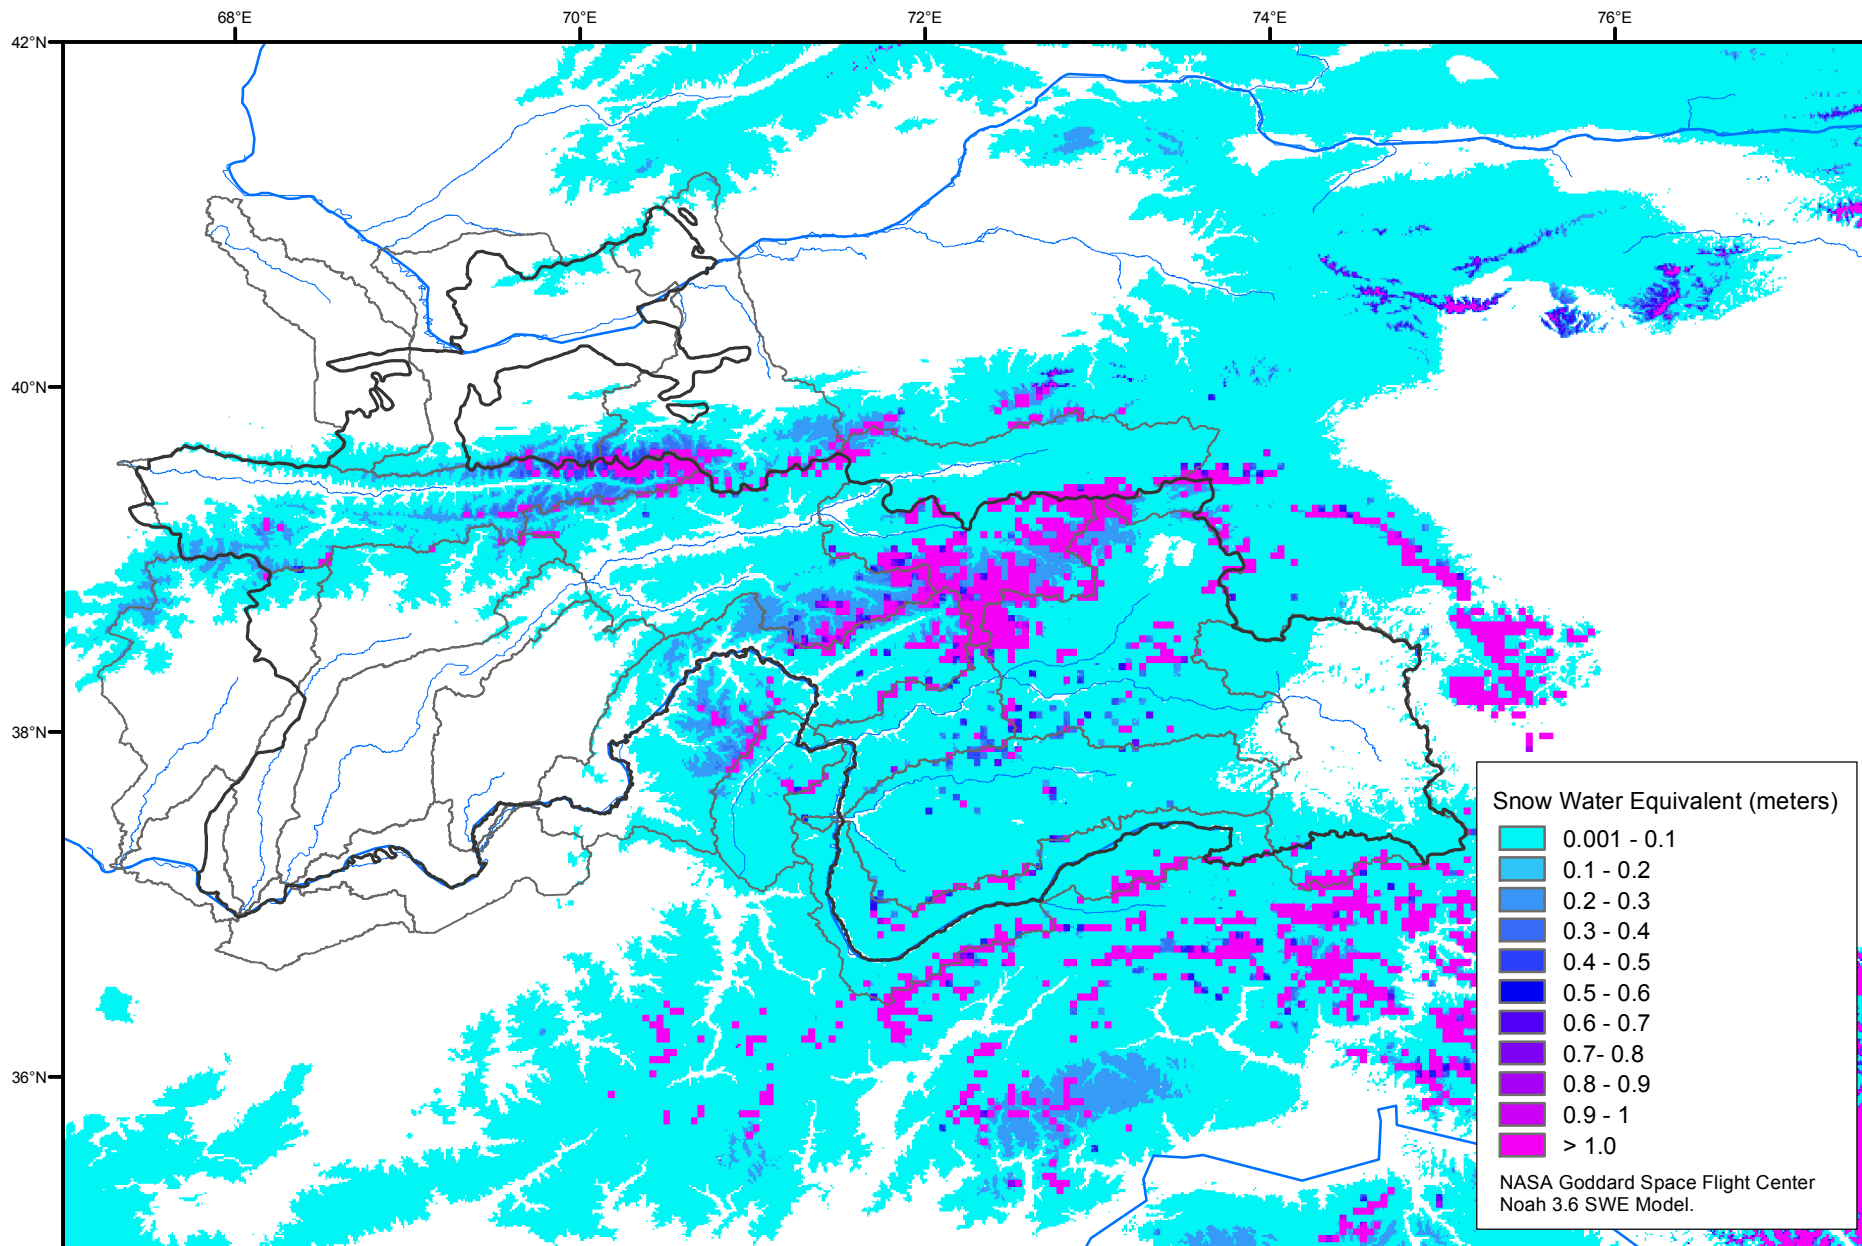 68°E 70°E 72°E 74°E 76°E
42°N
40°N
38°N
36°N
Snow Water Equivalent (meters)
0.001 - 0.1
0.1 - 0.2
0.2 - 0.3
0.3 - 0.4
0.4 - 0.5
0.5 - 0.6
0.6 - 0.7
0.7- 0.8
0.8 - 0.9
0.9 - 1
> 1.0
NASA Goddard Space Flight Center
Noah 3.6 SWE Model.